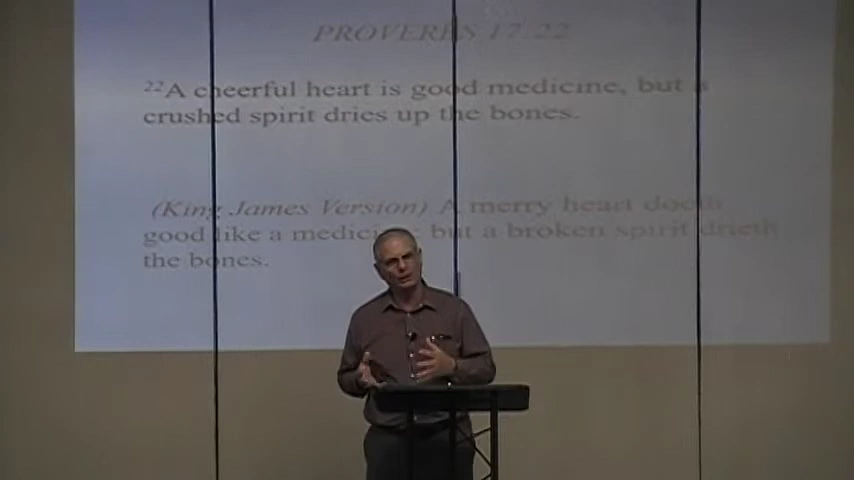 PROVERBS 17:22
22A cheerful heart is good medicine, but a
crushed spirit dries up the bones.
(King James Version) A merry heart doeth
good like a medicine: but a broken spirit drieth
the bones.